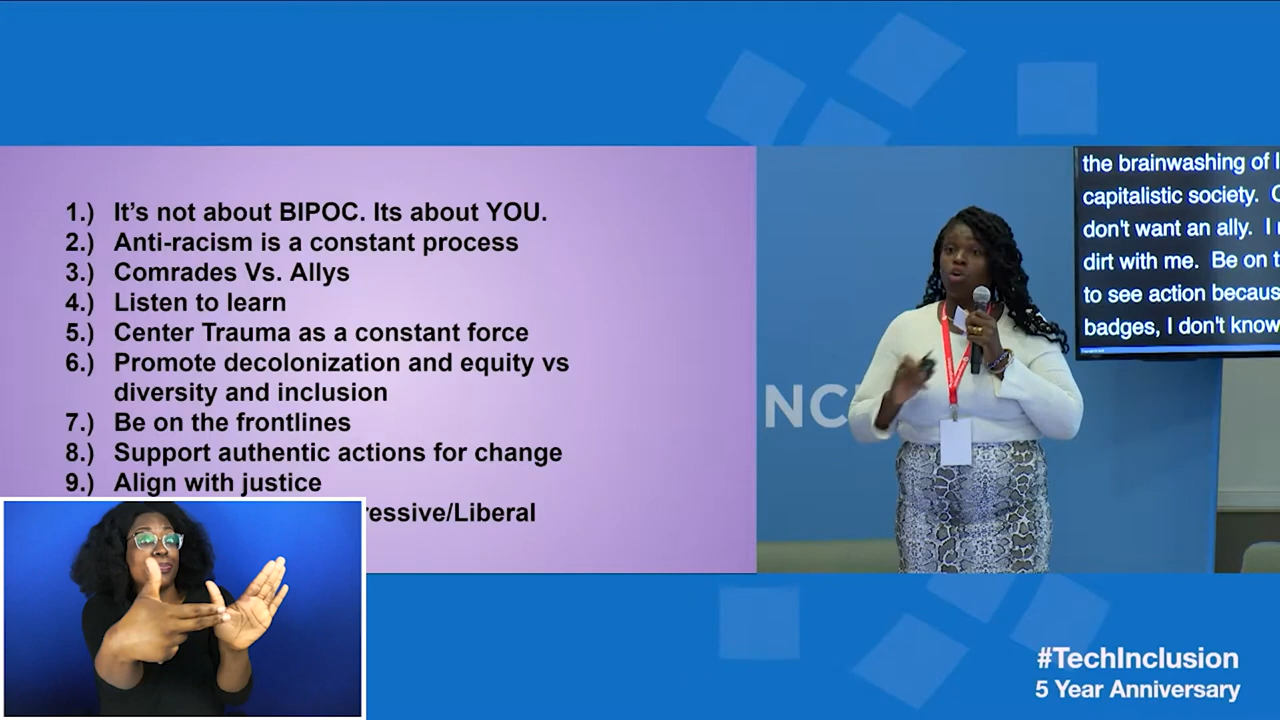 1.) It's not about BIPOC. Its about YOU.
2.) Anti-racism is a constant process
3.) Comrades Vs. Allys
4.) Listen to learn
5.) Center Trauma as a constant force
6.) Promote decolonization and equity vs
diversity and inclusion
7.) Be on the frontlines
8.) Support authentic actions for change
9.) Align with justice
ressive/Liberal
the brainwashing of
capitalistic society.
don't want an ally. I
dirt with me. Be on
to see action
badges, I don't know
NC
#TechInclusion
5 Year Anniversary